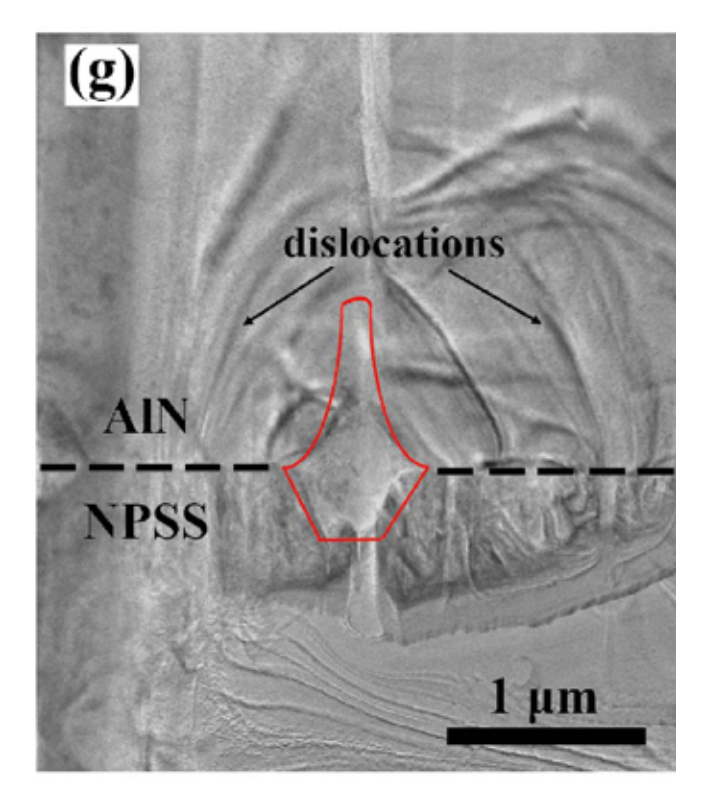 (g)
dislocations
AlN
NPSS
1 μm